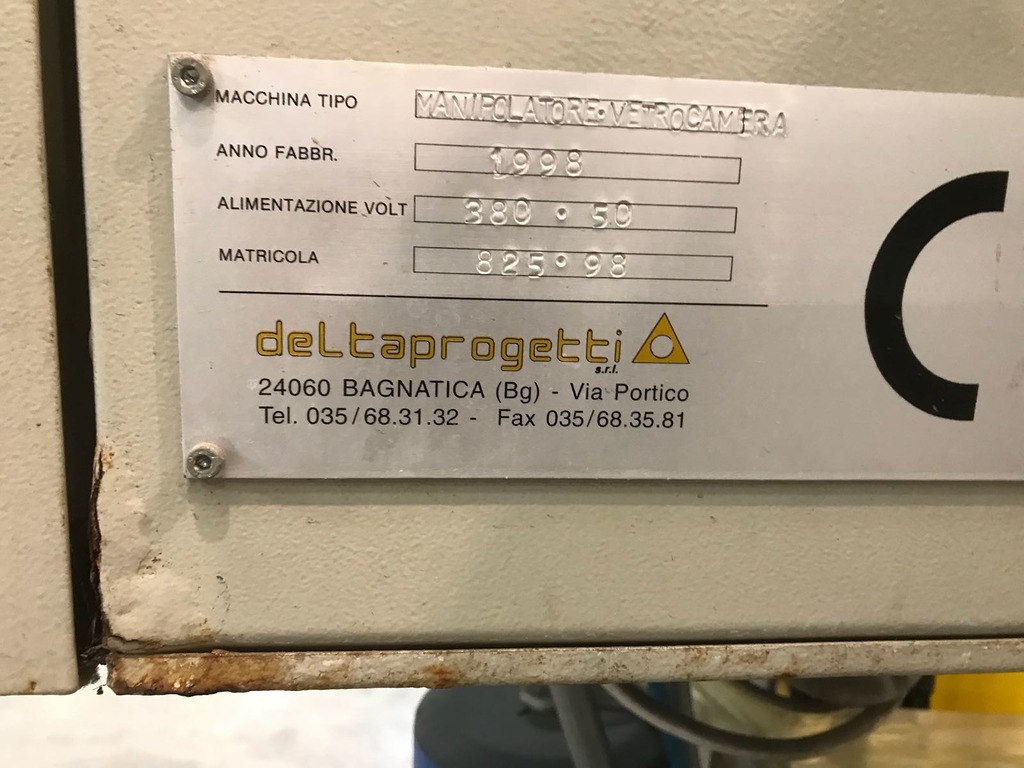 MACCHINA TIPO MANIPOLATORE·VETROCAMERA
ANNO FABBR. 1998
ALIMENTAZIONE VOLT 380·50
MATRICOLA 825·98
deltaprogetti
s.r.l.
24060 BAGNATICA (Bg) - Via Portico
Tel. 035/68.31.32 - Fax 035/68.35.81
C